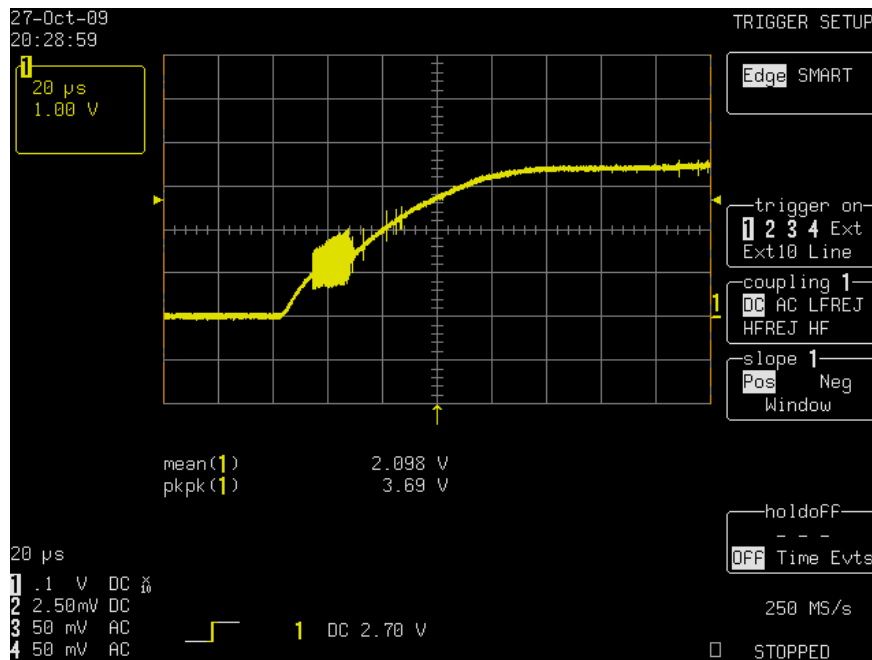 27-Oct-09
20:28:59
TRIGGER SETUP
1
20 µs
1.00 V
Edge SMART
trigger on
1 2 3 4 Ext
Ext10 Line
coupling 1
DC AC LFREJ
HFREJ HF
1
slope 1
Pos Neg
Window
mean(1) 2.098 V
pkpk(1) 3.69 V
holdoff
- - -
OFF Time Evts
20 µs
1 .1 V DC X10
2 2.50mV DC
3 50 mV AC
4 50 mV AC
1 DC 2.70 V
250 MS/s
STOPPED